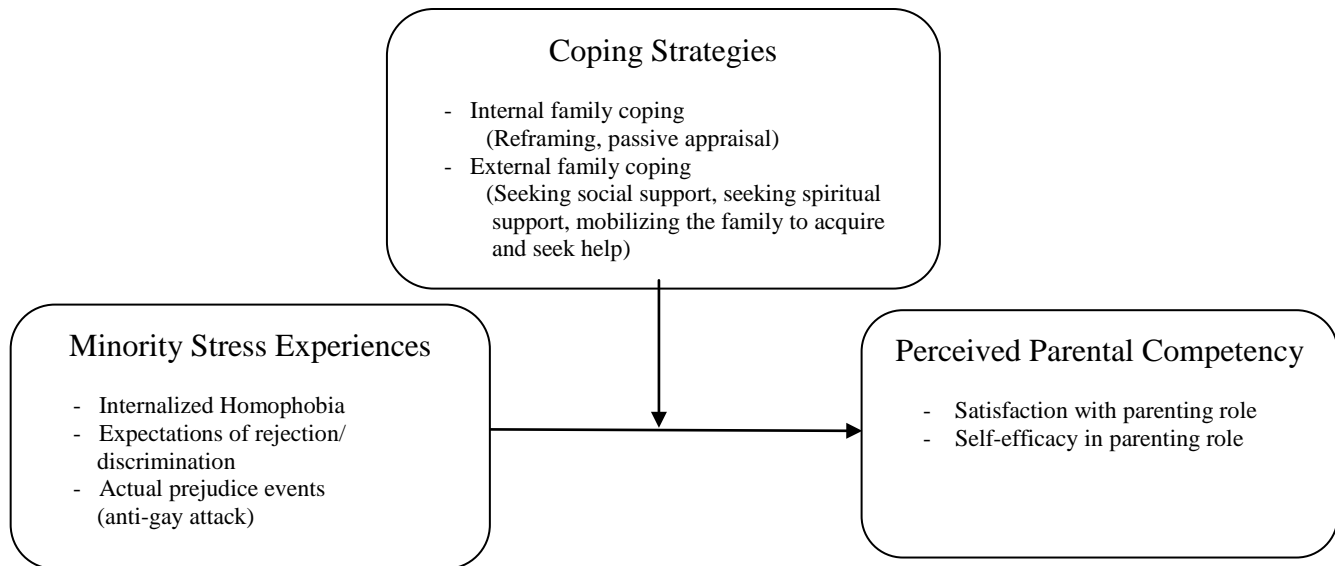 Coping Strategies
- Internal family coping
(Reframing, passive appraisal)
- External family coping
(Seeking social support, seeking spiritual
support, mobilizing the family to acquire
and seek help)
Minority Stress Experiences
- Internalized Homophobia
- Expectations of rejection/
discrimination
- Actual prejudice events
(anti-gay attack)
Perceived Parental Competency
- Satisfaction with parenting role
- Self-efficacy in parenting role